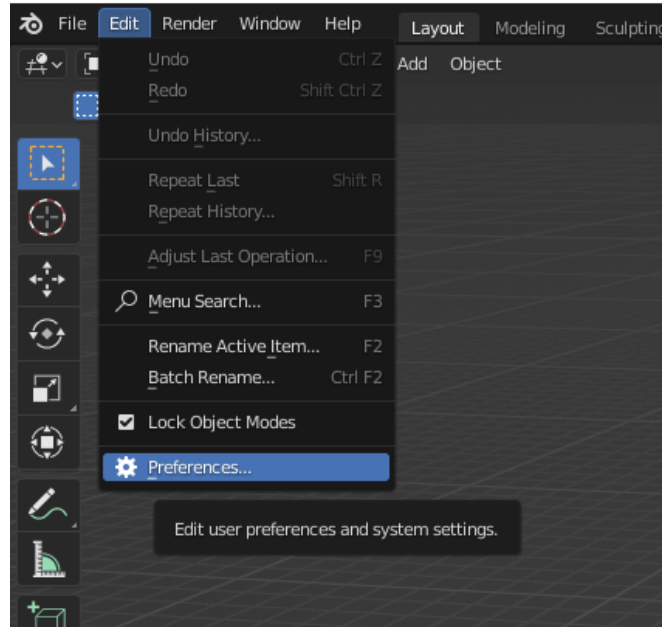 File Edit Render Window Help Layout Modeling Sculpting
Add Object
Undo Ctrl Z
Redo Shift Ctrl Z
Undo History...
Repeat Last Shift R
Repeat History...
Adjust Last Operation... F9
Menu Search... F3
Rename Active Item... F2
Batch Rename... Ctrl F2
Lock Object Modes
Preferences...
Edit user preferences and system settings.